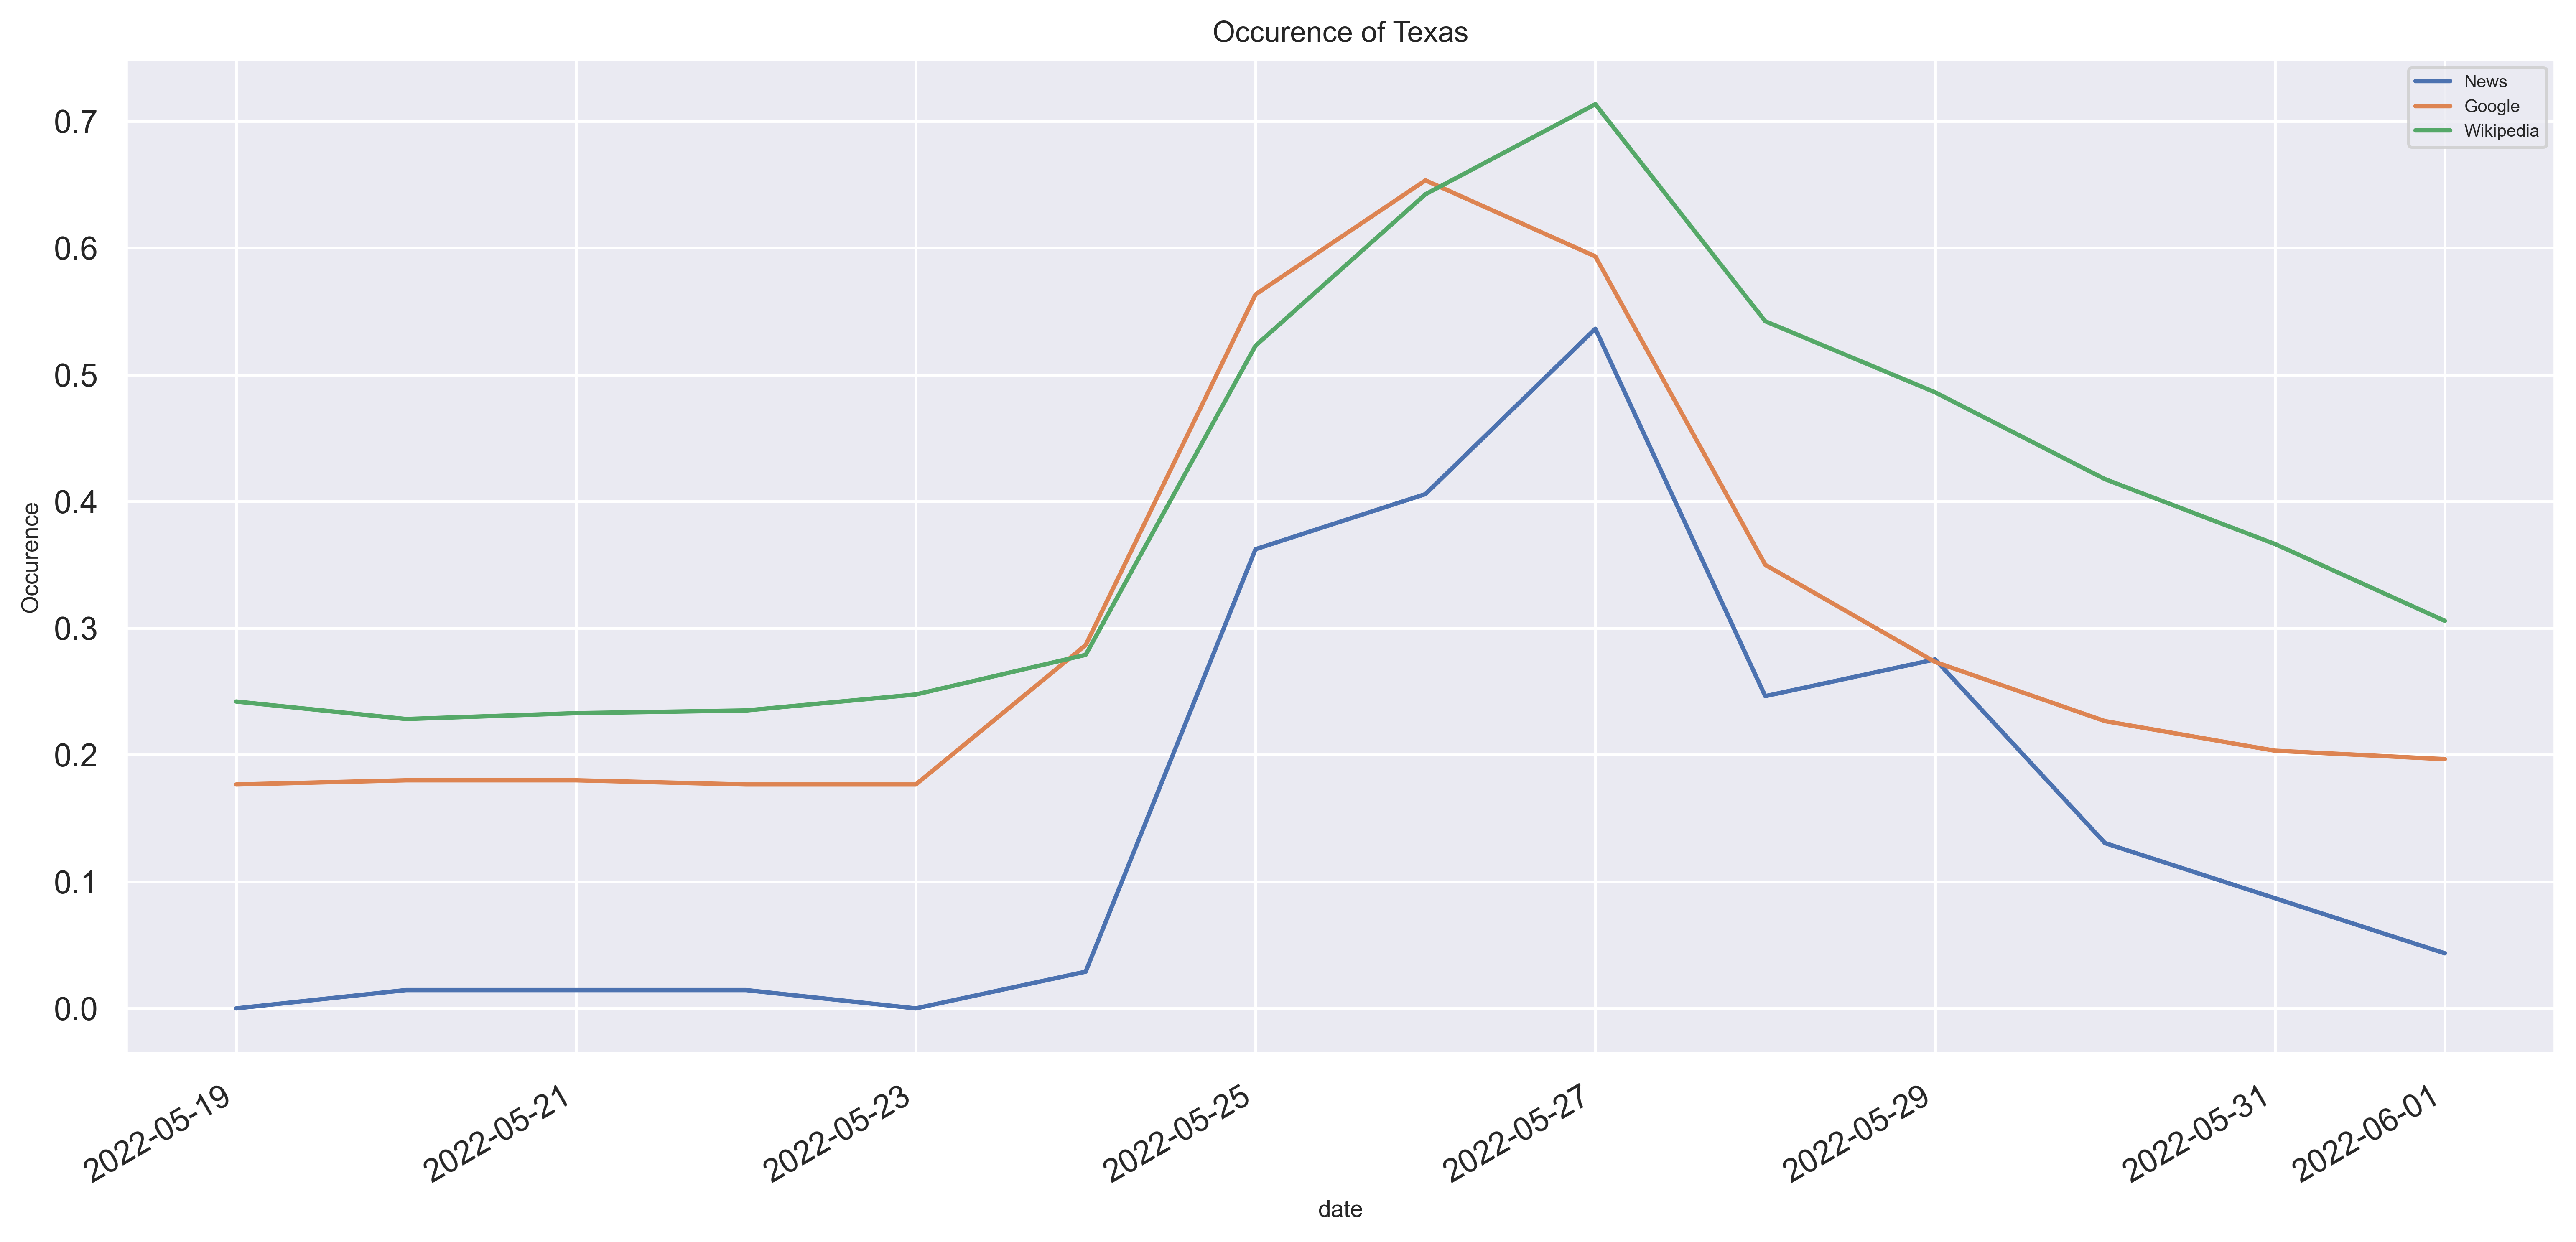 Occurence of Texas
News
Google
Wikipedia
0.7
0.6
0.5
0.4
0.3
0.2
0.1
0.0
Occurence
2022-05-19
2022-05-21
2022-05-23
2022-05-25
2022-05-27
2022-05-29
2022-05-31
2022-06-01
date